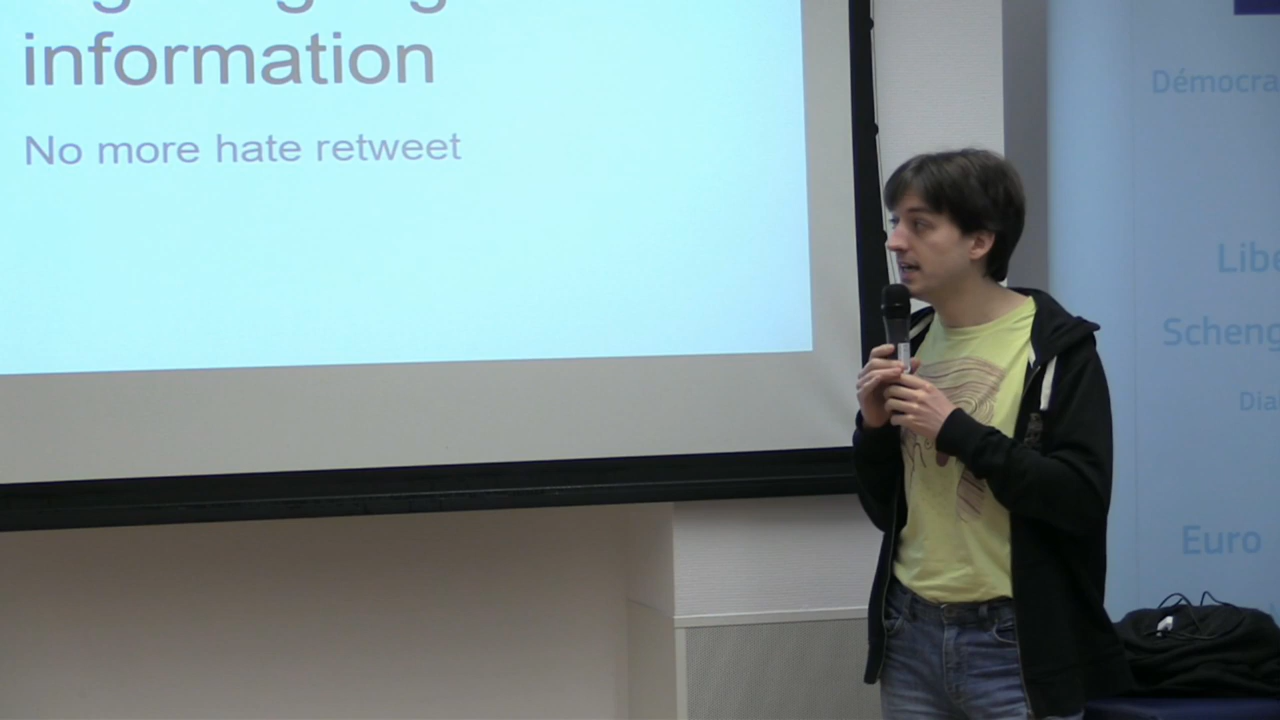 information
No more hate retweet
Démocra
Libe
Scheng
Dia
Euro